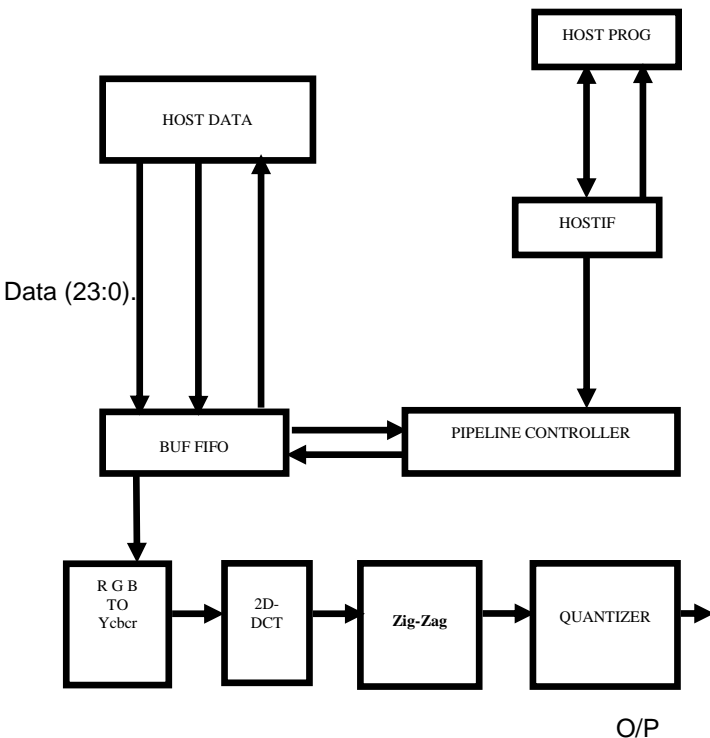 HOST PROG
HOST DATA
HOSTIF
Data (23:0).
BUF FIFO
PIPELINE CONTROLLER
R G B
TO
Ycbcr
2D-
DCT
Zig-Zag
QUANTIZER
O/P